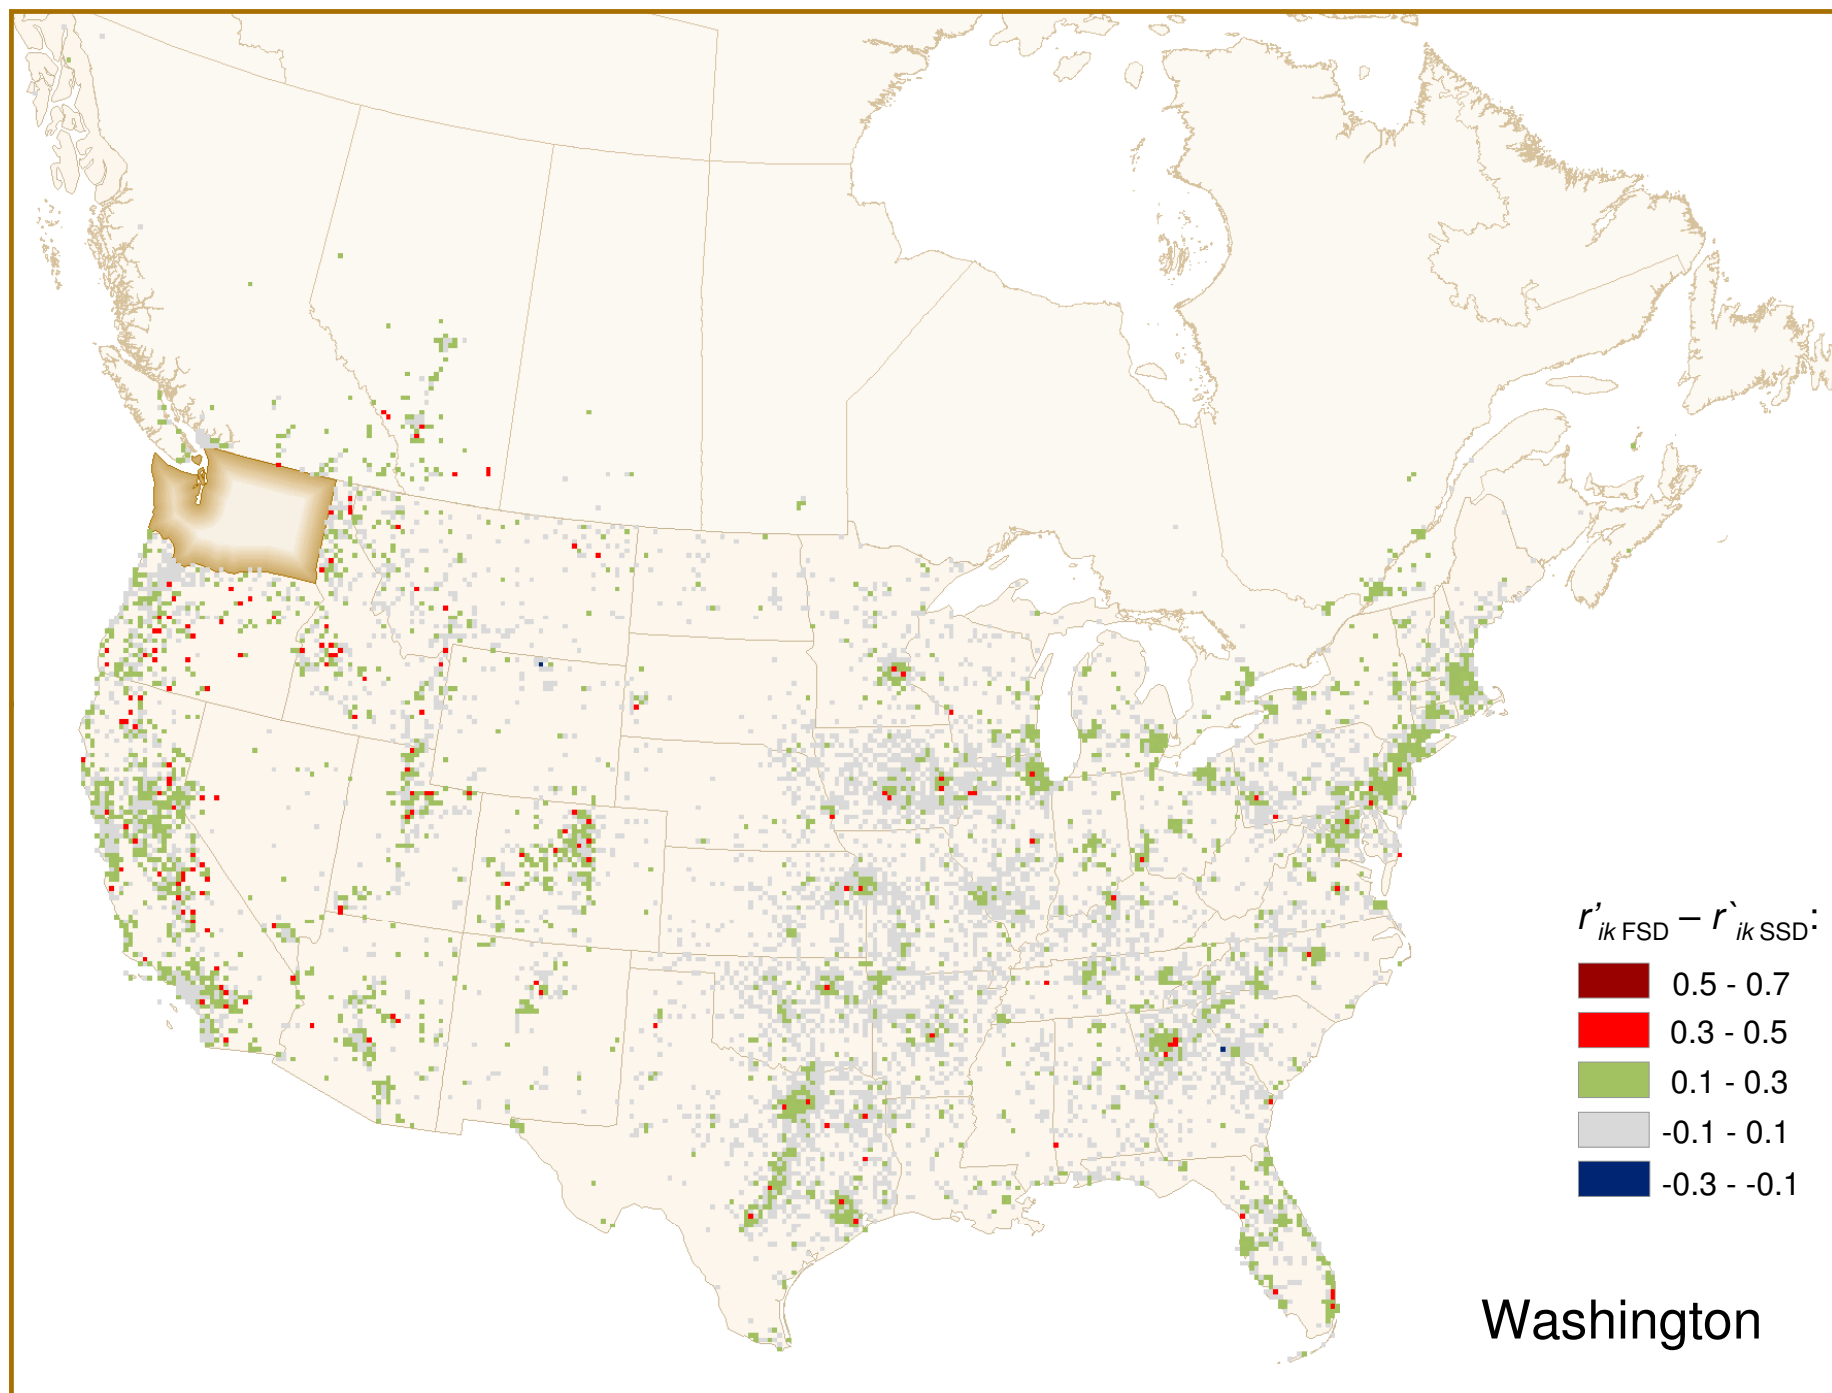 r’ik FSD – r`ik SSD:
0.5 - 0.7
0.3 - 0.5
0.1 - 0.3
-0.1 - 0.1
-0.3 - -0.1
Washington